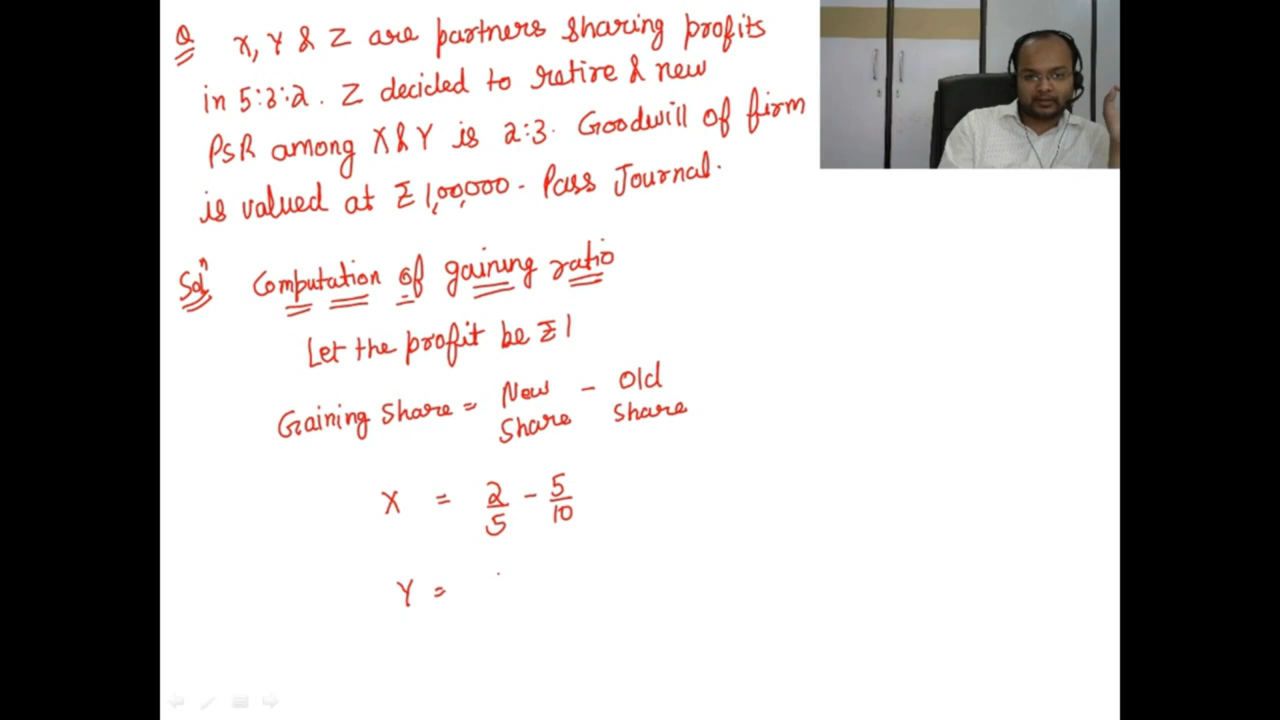 Q X, Y & Z are partners sharing profits
in 5:3:2. Z decided to retire & new
PSR among X & Y is 2:3. Goodwill of firm
is valued at ₹ 1,00,000. Pass Journal.
Solⁿ Computation of gaining ratio
Let the profit be ₹ 1
Gaining Share = New Share - Old Share
X = 2/5 - 5/10
Y =